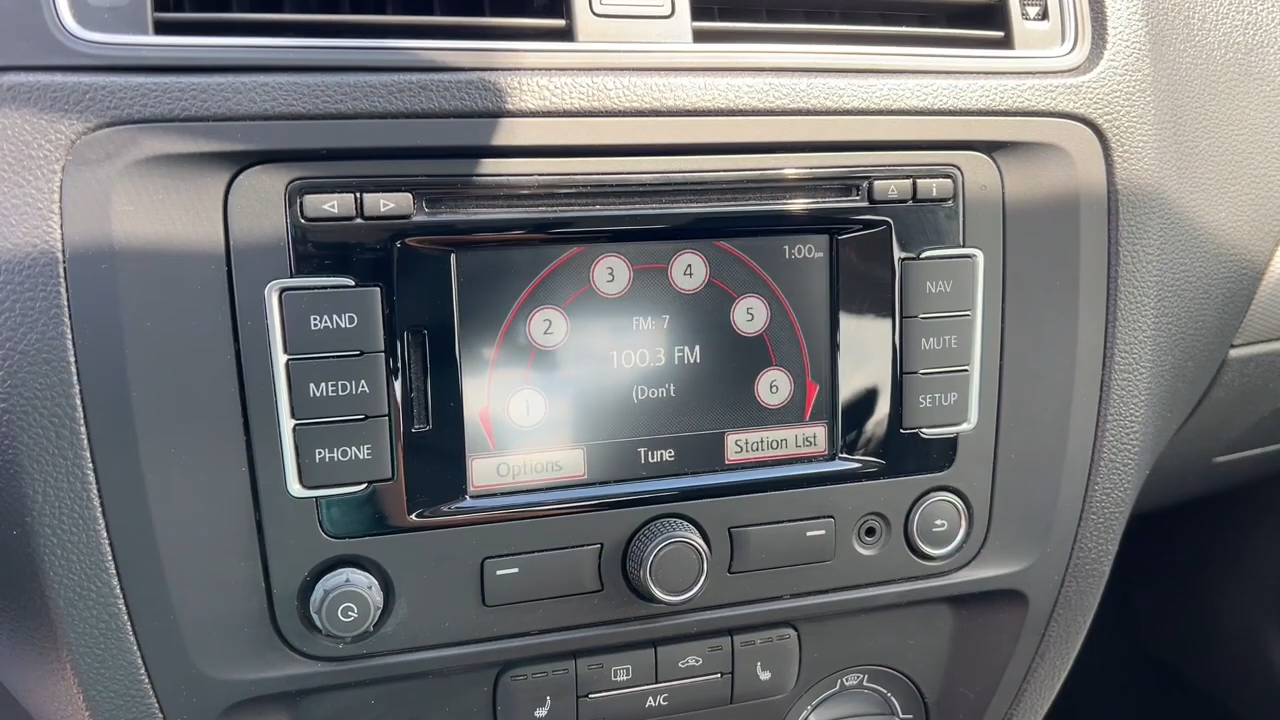 i
1:00pm
3
4
2
5
FM: 7
100.3 FM
(Don't
1
6
Options
Tune
Station List
BAND
MEDIA
PHONE
NAV
MUTE
SETUP
A/C